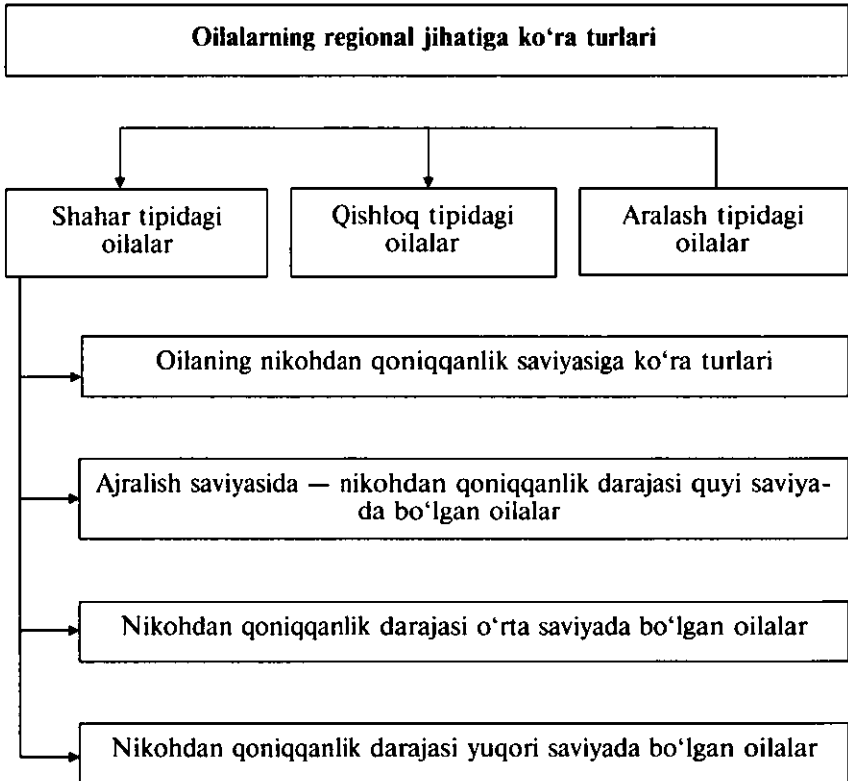 Oilalarning regional jihatiga ko‘ra turlari
Shahar tipidagi
oilalar
Qishloq tipidagi
oilalar
Aralash tipidagi
oilalar
Oilaning nikohdan qoniqqanlik saviyasiga ko‘ra turlari
Ajralish saviyasida — nikohdan qoniqqanlik darajasi quyi saviya-
da bo‘lgan oilalar
Nikohdan qoniqqanlik darajasi o‘rta saviyada bo‘lgan oilalar
Nikohdan qoniqqanlik darajasi yuqori saviyada bo‘lgan oilalar